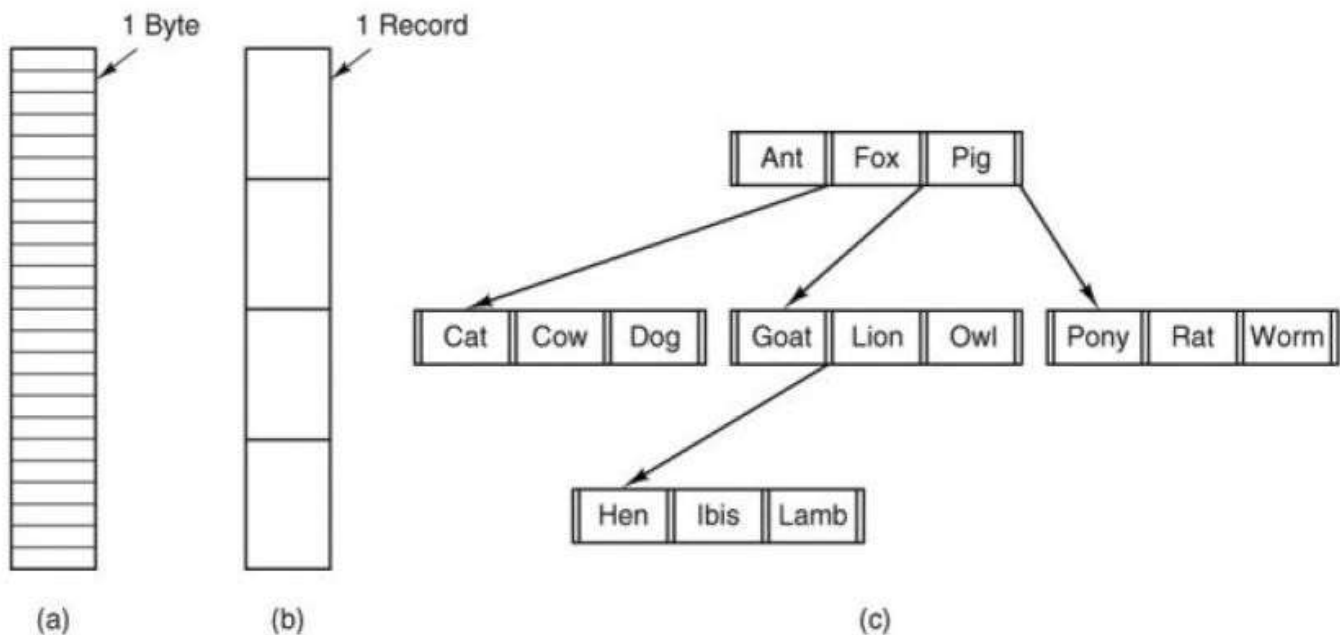 1 Byte
1 Record
Ant Fox Pig
Cat Cow Dog
Goat Lion Owl
Pony Rat Worm
Hen Ibis Lamb
(a)
(b)
(c)